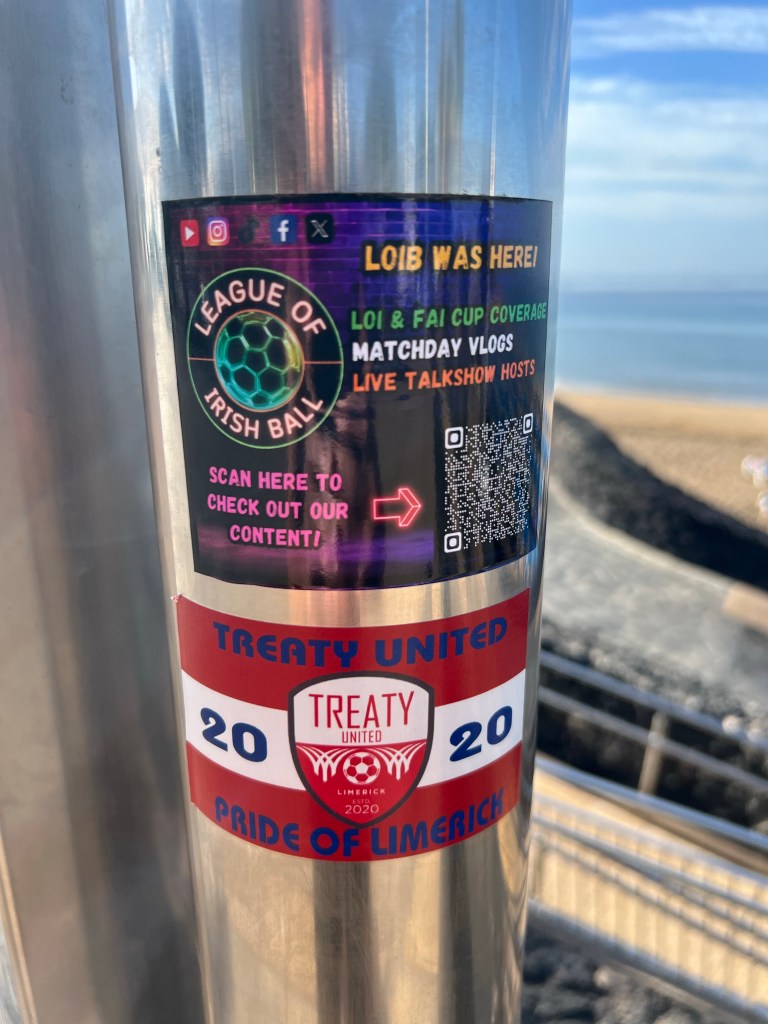 LOIB WAS HERE!
LEAGUE OF
IRISH BALL
LOI & FAI CUP COVERAGE
MATCHDAY VLOGS
LIVE TALKSHOW HOSTS
SCAN HERE TO
CHECK OUT OUR
CONTENT!
TREATY UNITED
20
TREATY
UNITED
LIMERICK
ESTD.
2020
20
PRIDE OF LIMERICK